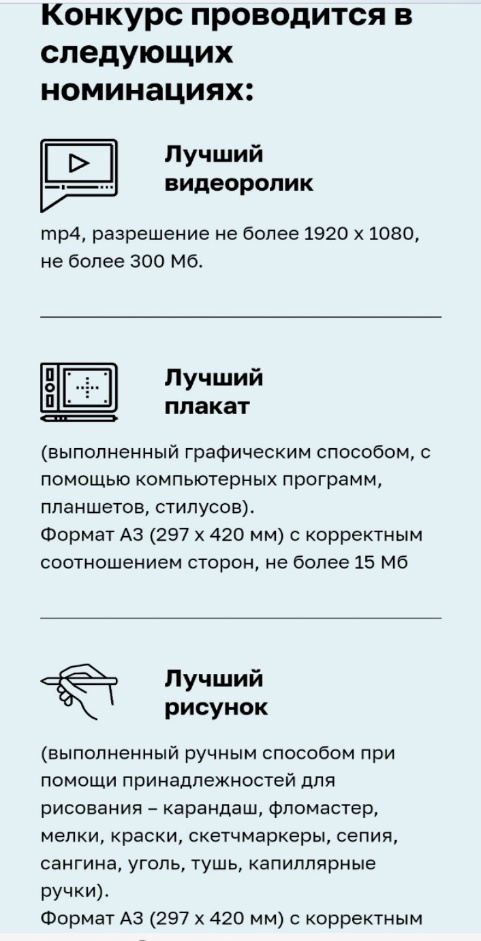 Конкурс проводится в
следующих
номинациях:
Лучший
видеоролик
mp4, разрешение не более 1920 х 1080,
не более 300 Мб.
Лучший
плакат
(выполненный графическим способом, с
помощью компьютерных программ,
планшетов, стилусов).
Формат А3 (297 х 420 мм) с корректным
соотношением сторон, не более 15 Мб
Лучший
рисунок
(выполненный ручным способом при
помощи принадлежностей для
рисования – карандаш, фломастер,
мелки, краски, скетчмаркеры, сепия,
сангина, уголь, тушь, капиллярные
ручки).
Формат А3 (297 х 420 мм) с корректным